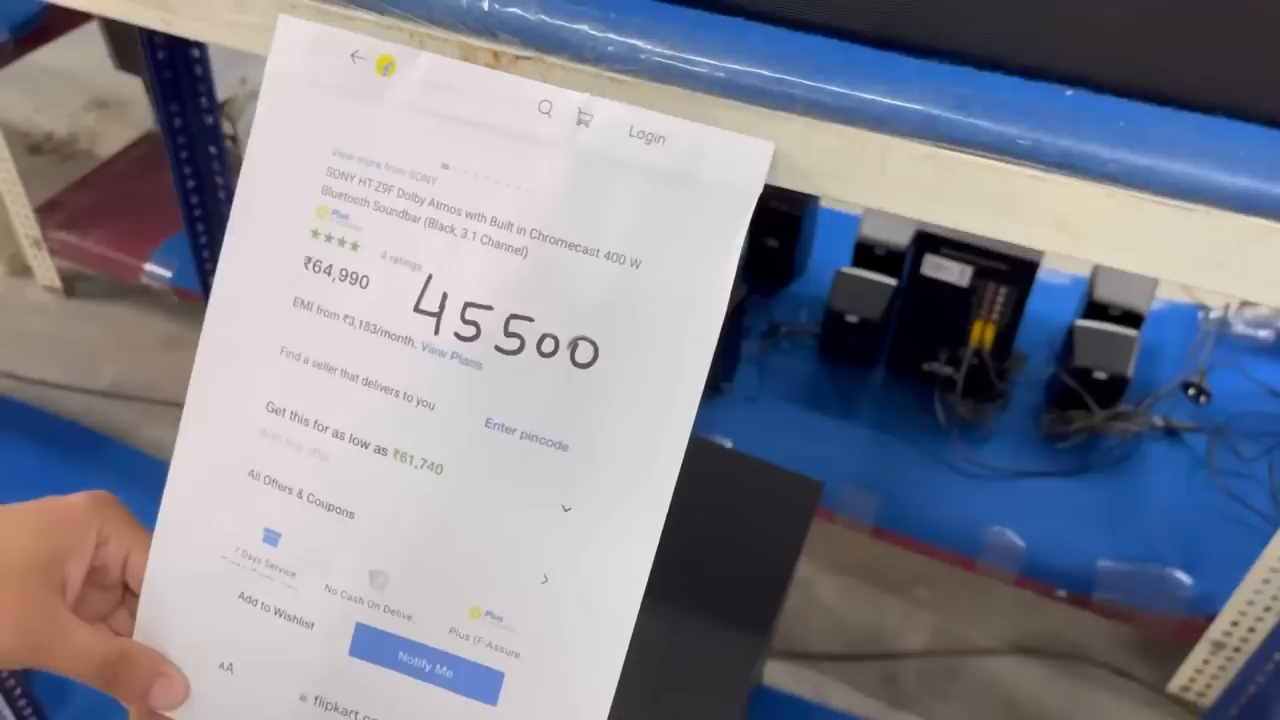 Login
View more from SONY
SONY HT-Z9F Dolby Atmos with Built in Chromecast 400 W
Bluetooth Soundbar (Black, 3.1 Channel)
Plus
4 ratings
₹64,990
45500
EMI from ₹3,183/month. View Plans
Find a seller that delivers to you
Enter pincode
Get this for as low as ₹61,740
All Offers & Coupons
7 Days Service
No Cash On Delive.
Plus
Plus (F-Assure.
Add to Wishlist
Notify Me
AA
flipkart.c